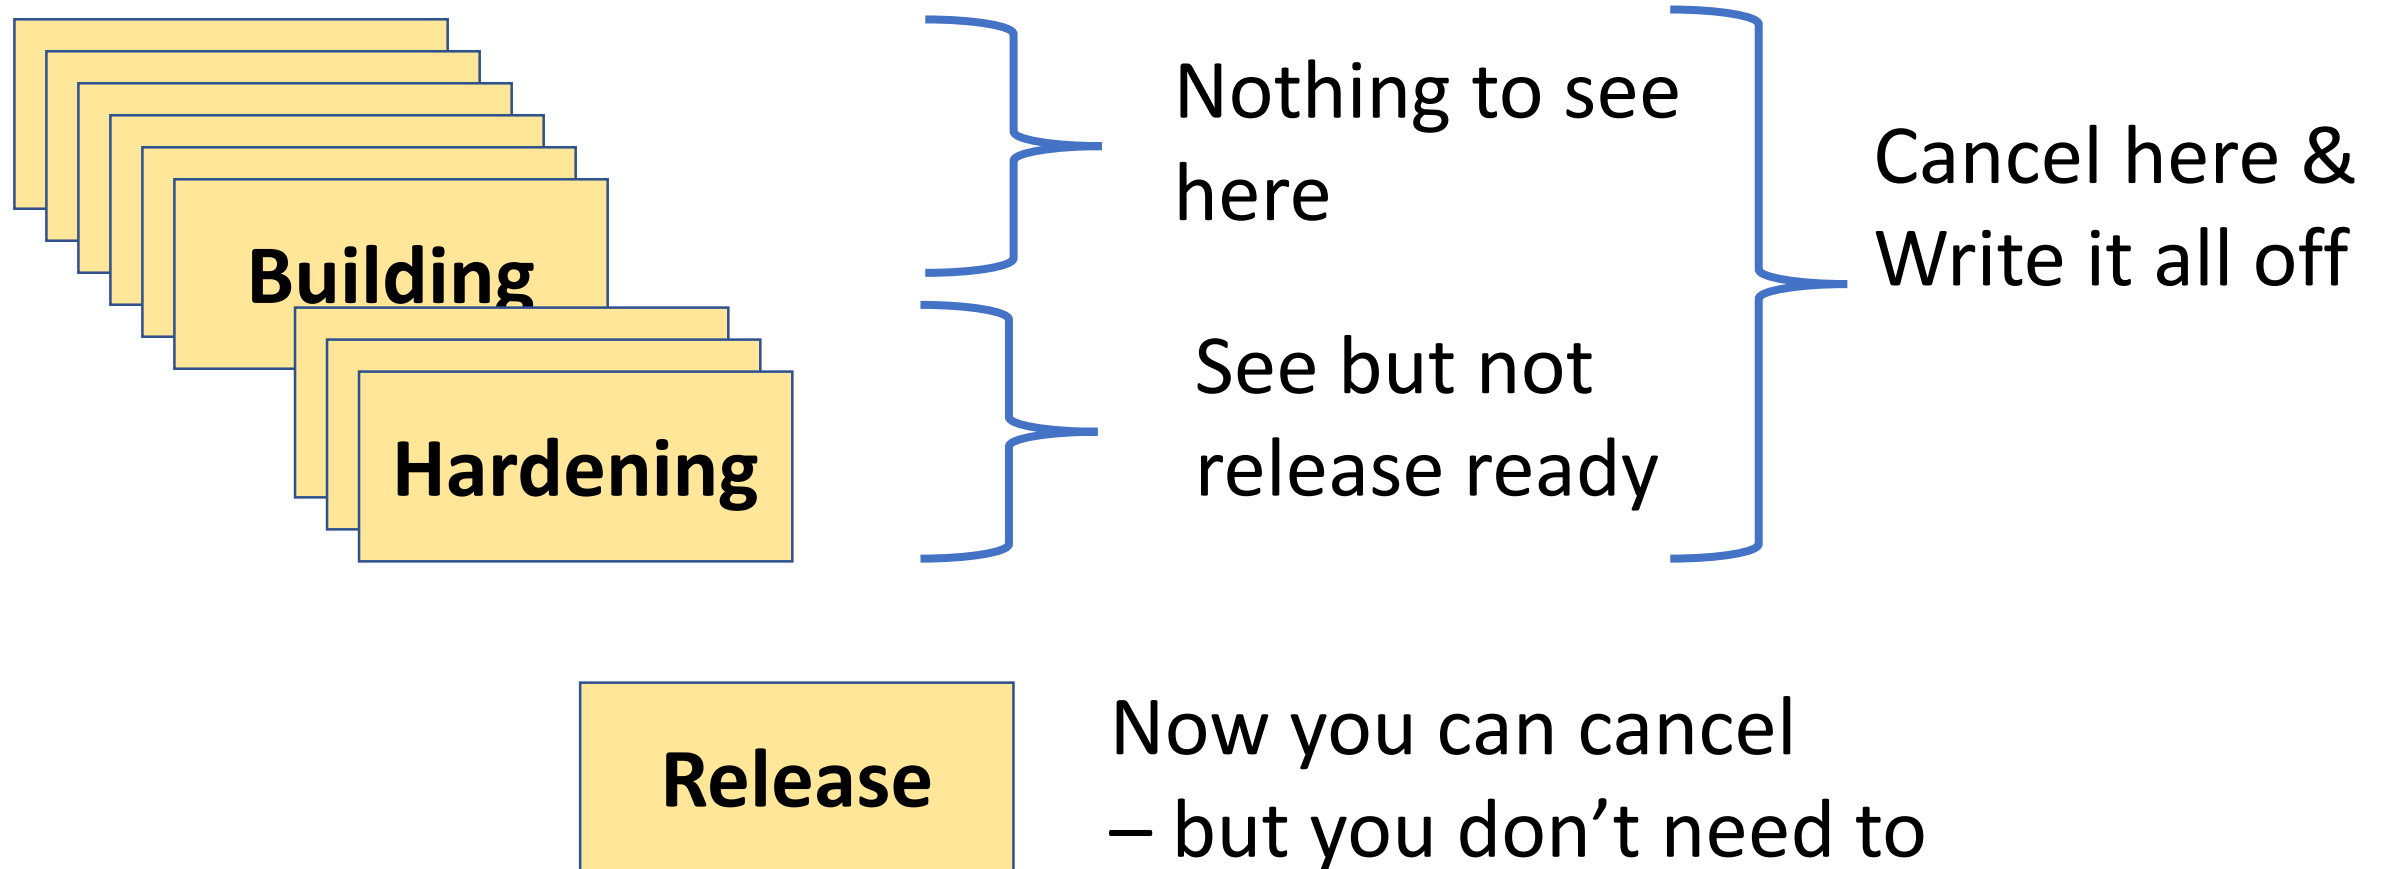 Building
Hardening
Release
Nothing to see
here
See but not
release ready
Cancel here &
Write it all off
Now you can cancel
– but you don’t need to